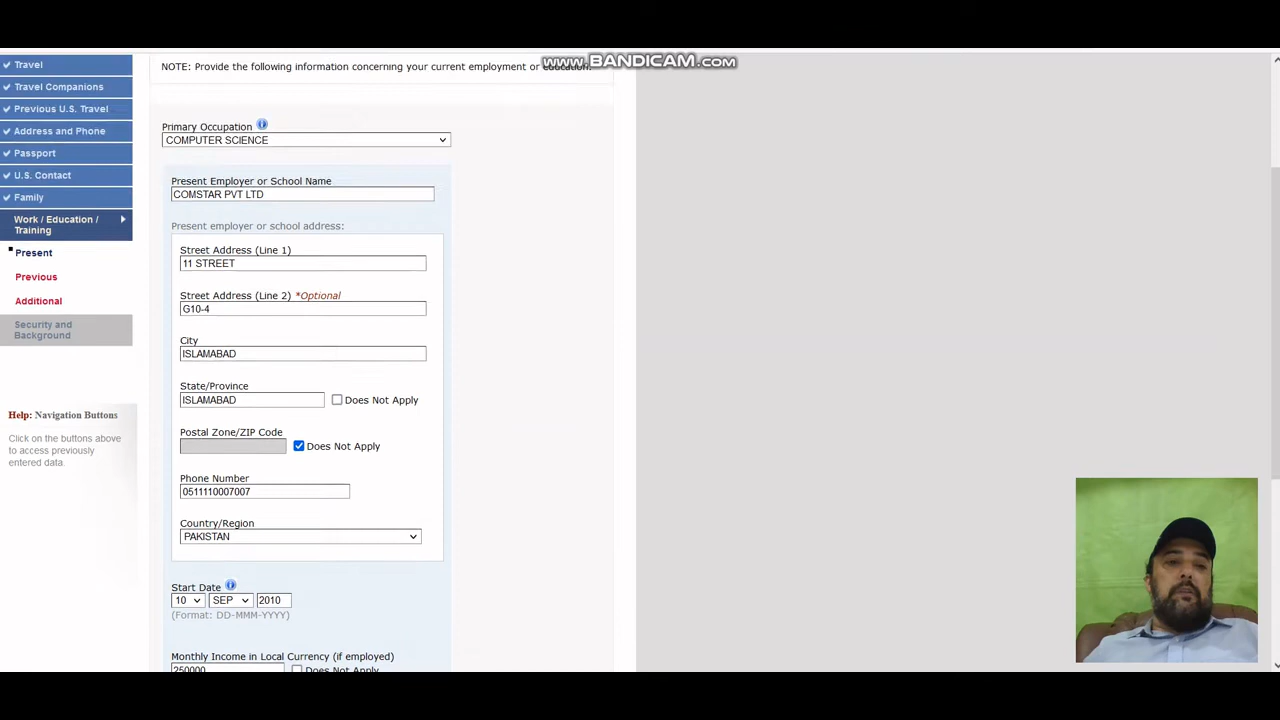 www.BANDICAM.com
Travel
Travel Companions
Previous U.S. Travel
Address and Phone
Passport
U.S. Contact
Family
Work / Education /
Training
Present
Previous
Additional
Security and
Background
Help: Navigation Buttons
Click on the buttons above
to access previously
entered data.
NOTE: Provide the following information concerning your current employment or education.
Primary Occupation
COMPUTER SCIENCE
Present Employer or School Name
COMSTAR PVT LTD
Present employer or school address:
Street Address (Line 1)
11 STREET
Street Address (Line 2) *Optional
G10-4
City
ISLAMABAD
State/Province
ISLAMABAD
Does Not Apply
Postal Zone/ZIP Code
Does Not Apply
Phone Number
0511110007007
Country/Region
PAKISTAN
Start Date
10 SEP 2010
(Format: DD-MMM-YYYY)
Monthly Income in Local Currency (if employed)
250000
Does Not Apply